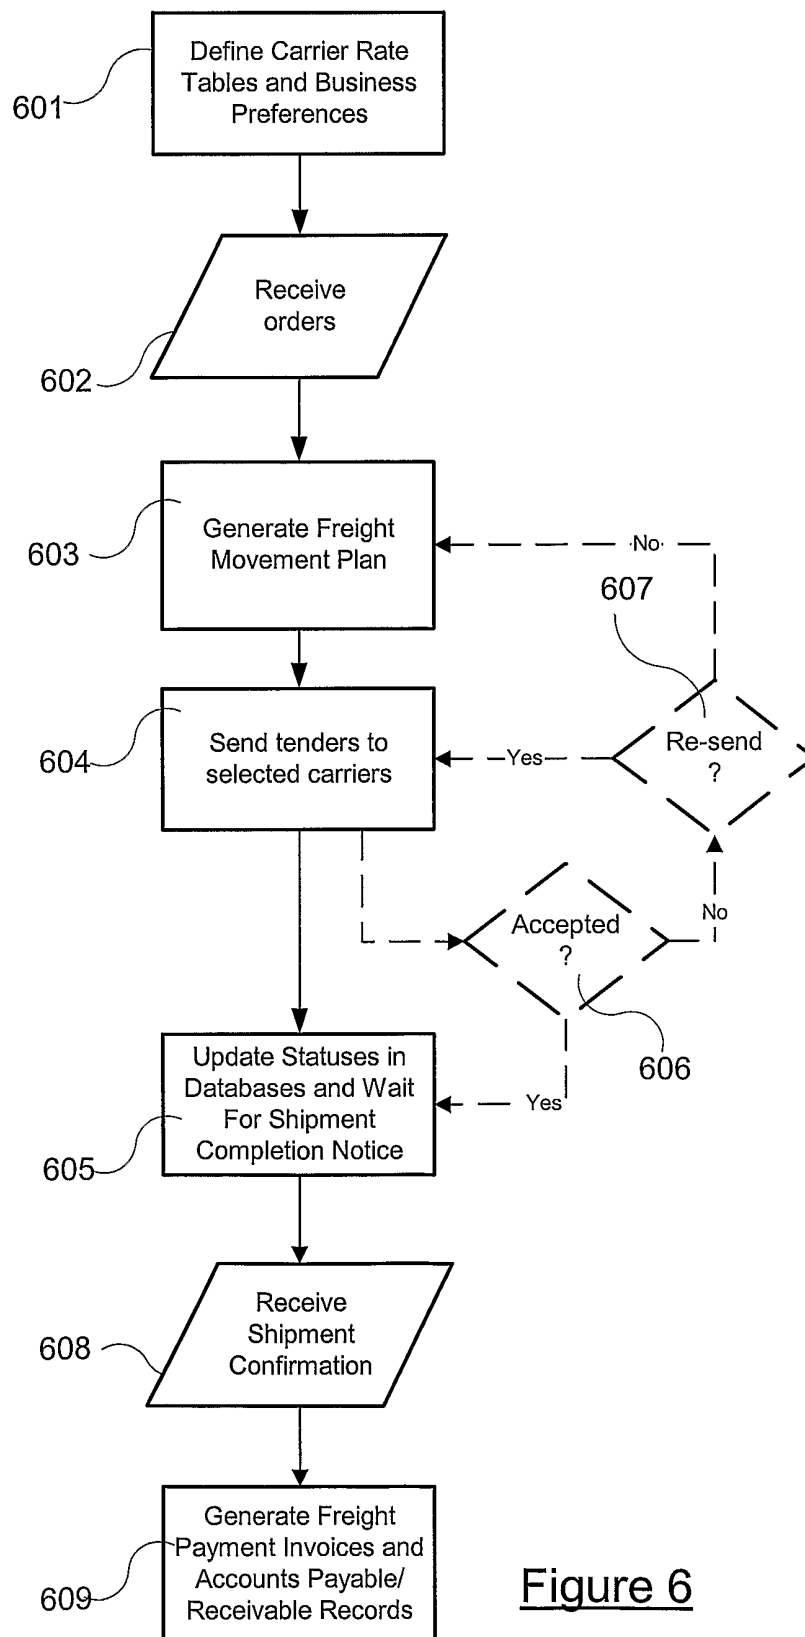 Define Carrier Rate
Tables and Business
Preferences
601
Receive
orders
602
Generate Freight
Movement Plan
603
No
607
Send tenders to
selected carriers
604
Yes
Re-send
?
Accepted
?
No
606
Yes
Update Statuses in
Databases and Wait
For Shipment
Completion Notice
605
Receive
Shipment
Confirmation
608
Generate Freight
Payment Invoices and
Accounts Payable/
Receivable Records
609
Figure 6